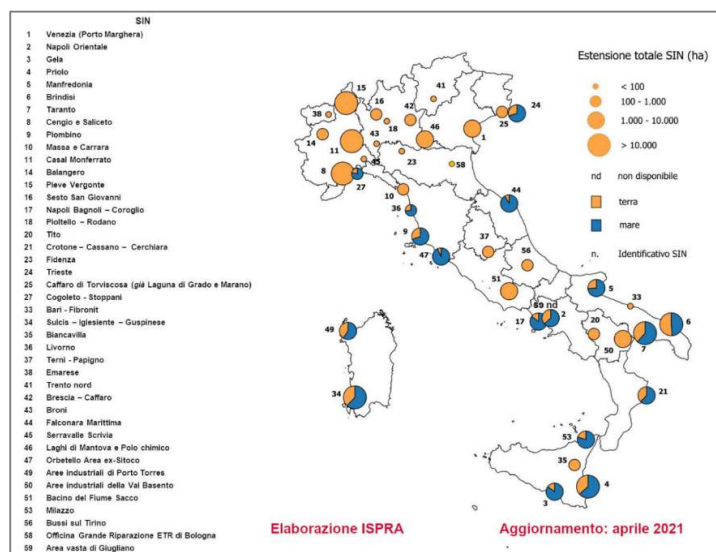 SIN
1 Venezia (Porto Marghera)
2 Napoli Orientale
3 Gela
4 Priolo
5 Manfredonia
6 Brindisi
7 Taranto
8 Cengio e Saliceto
9 Piombino
10 Massa e Carrara
11 Casal Monferrato
14 Balangero
15 Pieve Vergonte
16 Sesto San Giovanni
17 Napoli Bagnoli – Coroglio
18 Pioltello – Rodano
20 Tito
21 Crotone – Cassano – Cerchiara
23 Fidenza
24 Trieste
25 Caffaro di Torviscosa (già Laguna di Grado e Marano)
27 Cogoleto - Stoppani
33 Bari - Fibronit
34 Sulcis – Iglesiente – Guspinese
35 Biancavilla
36 Livorno
37 Terni - Papigno
38 Emarese
41 Trento nord
42 Brescia – Caffaro
43 Broni
44 Falconara Marittima
45 Serravalle Scrivia
46 Laghi di Mantova e Polo chimico
47 Orbetello Area ex-Sitoco
49 Aree industriali di Porto Torres
50 Aree industriali della Val Basento
51 Bacino del Fiume Sacco
53 Milazzo
56 Bussi sul Tirino
58 Officina Grande Riparazione ETR di Bologna
59 Area vasta di Giugliano
Estensione totale SIN (ha)
< 100
100 - 1.000
1.000 - 10.000
> 10.000
nd non disponibile
terra
mare
n. Identificativo SIN
15
41
38
16
42
24
14
18
25
43
46
1
11
45
23
58
8
27
10
44
36
9
37
56
47
51
5
33
59 nd
17
2
20
6
49
50
7
34
21
53
35
4
3
Elaborazione ISPRA
Aggiornamento: aprile 2021